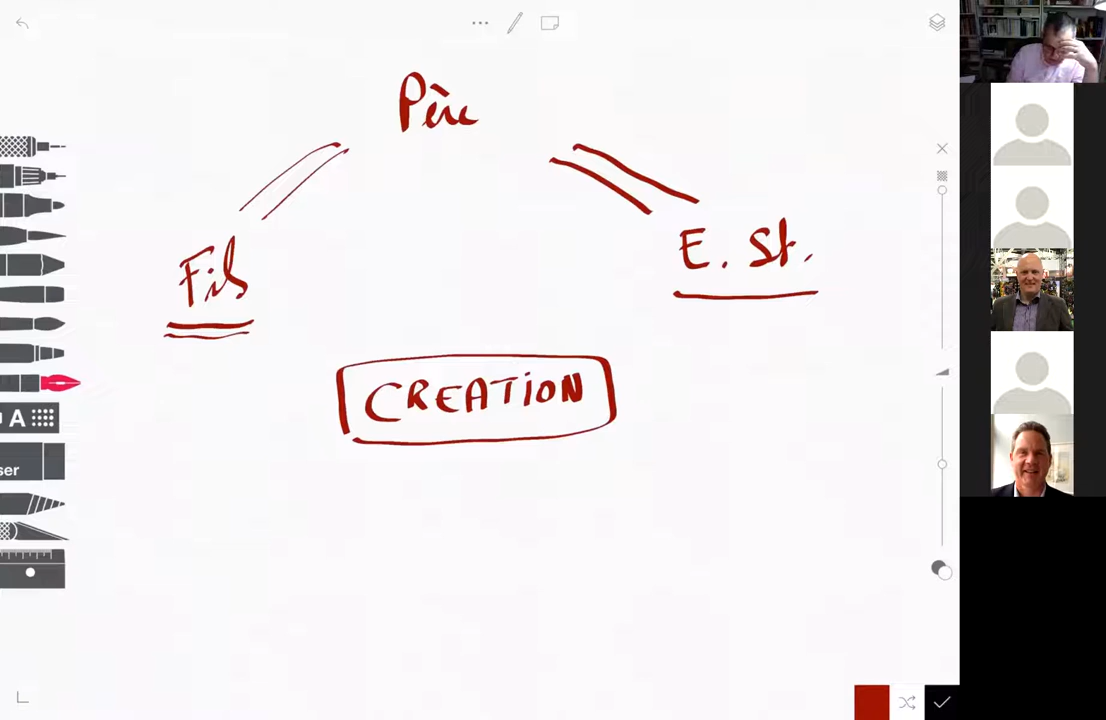 Père
Fils
E. St.
CREATION
A
ser